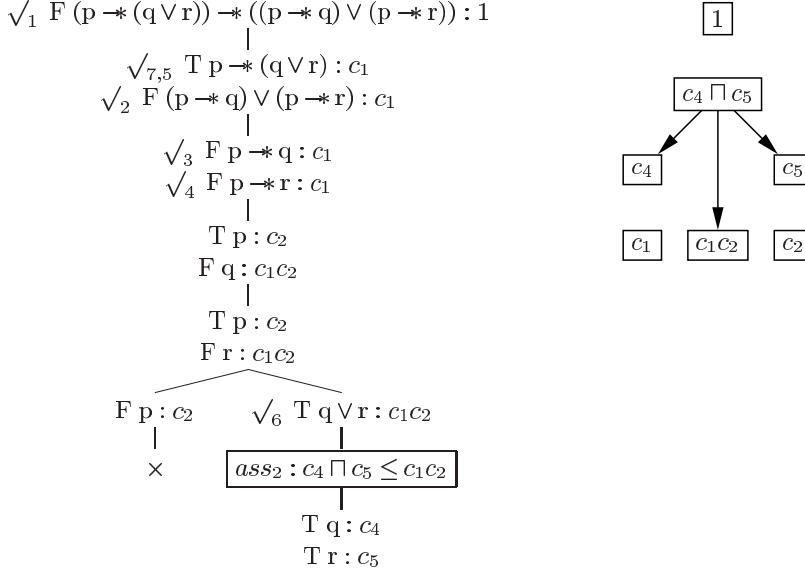 √₁ F (p −∗ (q ∨ r)) −∗ ((p −∗ q) ∨ (p −∗ r)) : 1
√₇,₅ T p −∗ (q ∨ r) : c₁
√₂ F (p −∗ q) ∨ (p −∗ r) : c₁
√₃ F p −∗ q : c₁
√₄ F p −∗ r : c₁
T p : c₂
F q : c₁c₂
T p : c₂
F r : c₁c₂
F p : c₂
√₆ T q ∨ r : c₁c₂
×
ass₂ : c₄ ⊓ c₅ ≤ c₁c₂
T q : c₄
T r : c₅
1
c₄ ⊓ c₅
c₄
c₅
c₁
c₁c₂
c₂